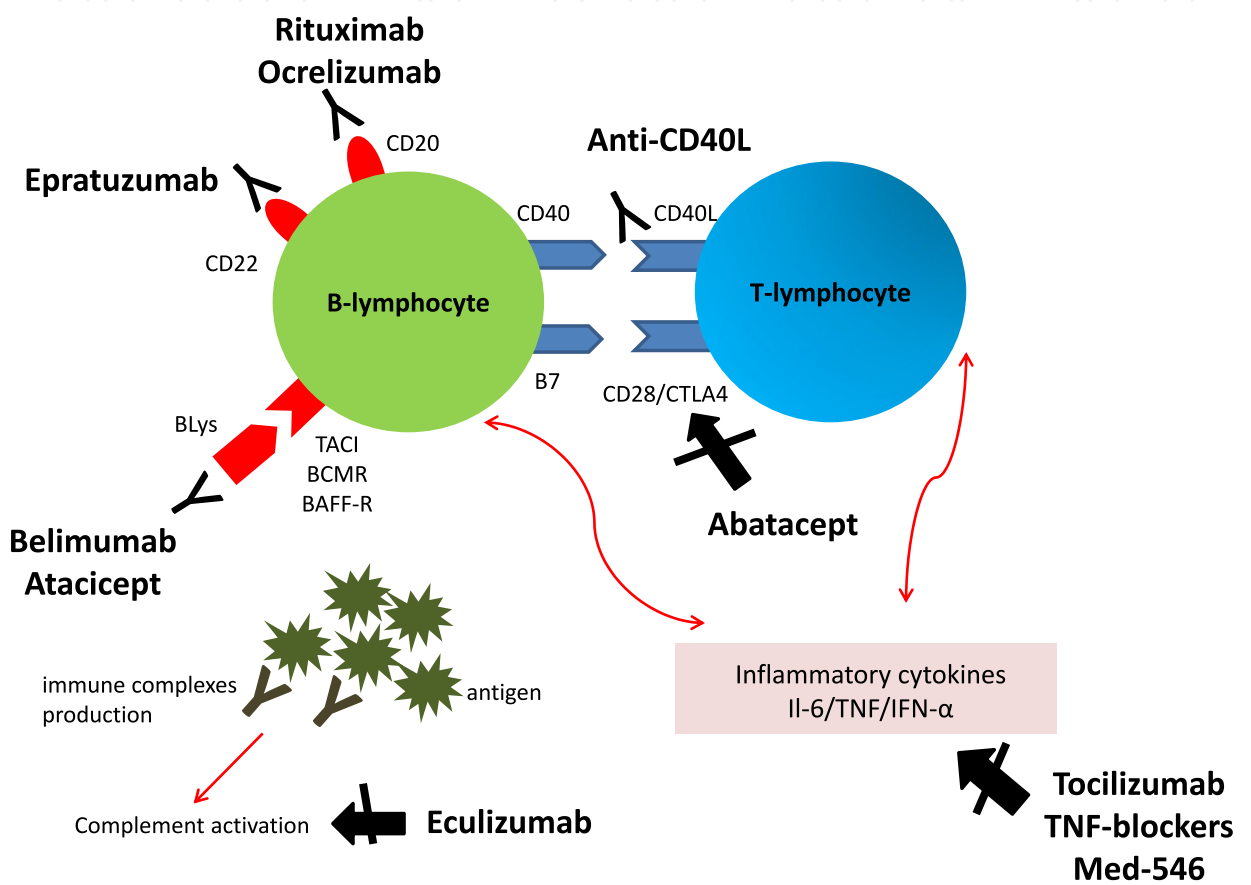 Rituximab
Ocrelizumab
CD20
Anti-CD40L
Epratuzumab
CD22
CD40
CD40L
B-lymphocyte
T-lymphocyte
B7
CD28/CTLA4
BLys
TACI
BCMR
BAFF-R
Belimumab
Atacicept
Abatacept
immune complexes
production
antigen
Inflammatory cytokines
Il-6/TNF/IFN-α
Complement activation
Eculizumab
Tocilizumab
TNF-blockers
Med-546